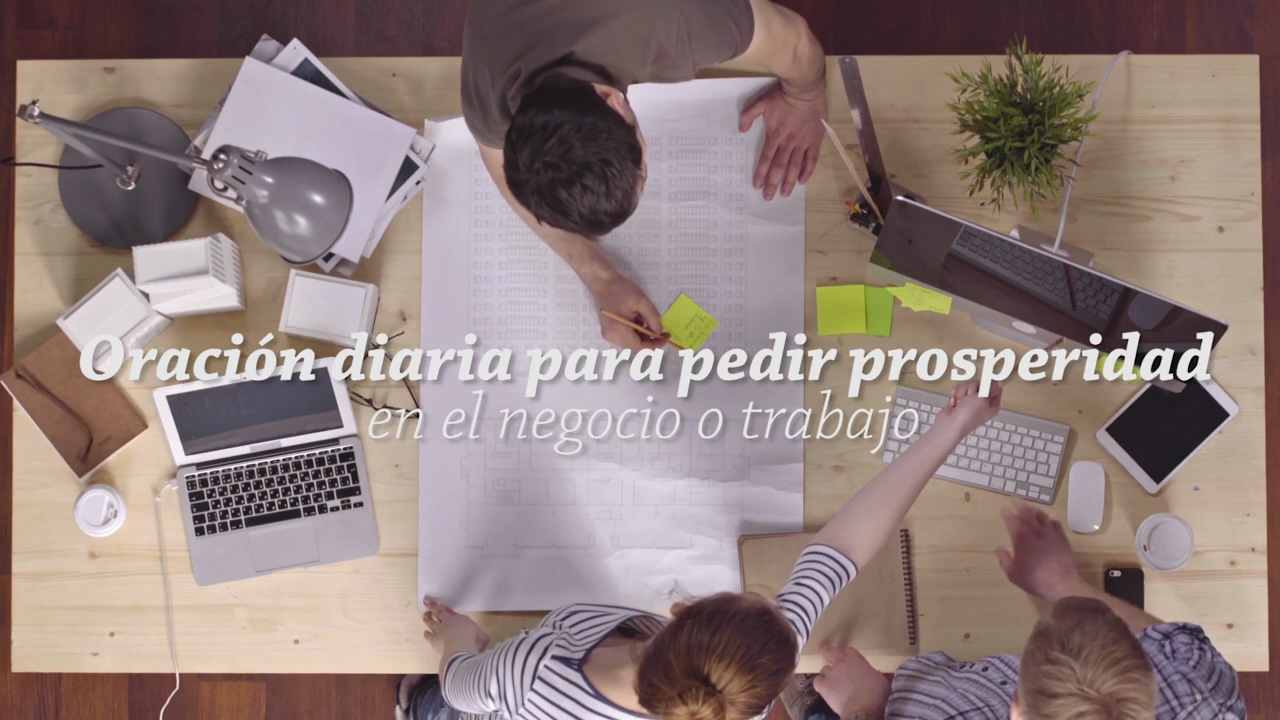 Oración diaria para pedir prosperidad
en el negocio o trabajo